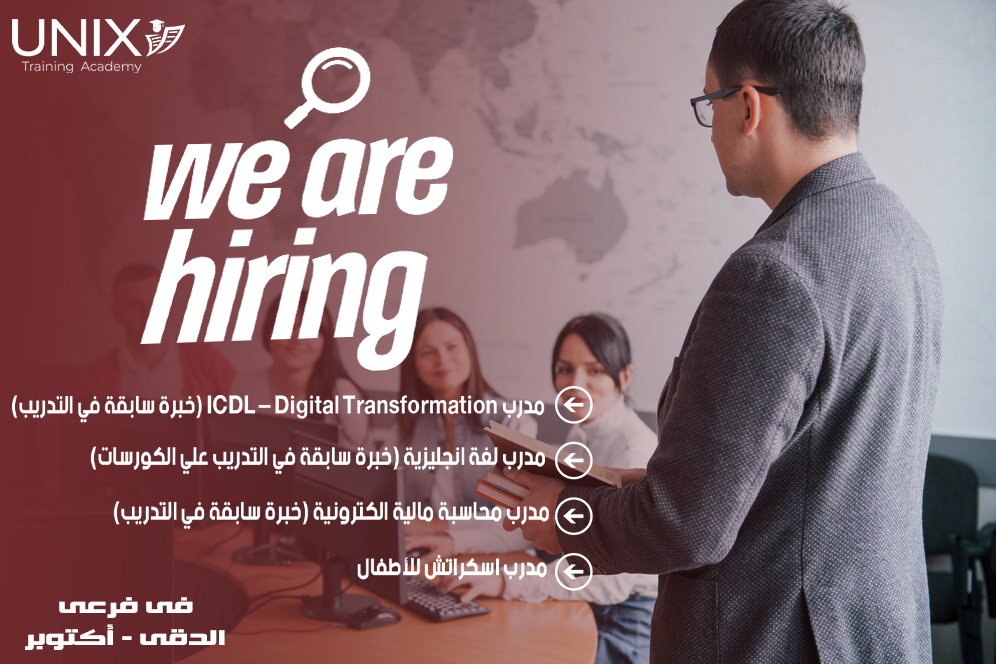 UNIX
Training Academy
we are
hiring
مدرب ICDL – Digital Transformation (خبرة سابقة في التدريب)
مدرب لغة انجليزية (خبرة سابقة في التدريب علي الكورسات)
مدرب محاسبة مالية الكترونية (خبرة سابقة في التدريب)
مدرب اسكراتش للأطفال
فى فرعى
الدقى - أكتوبر